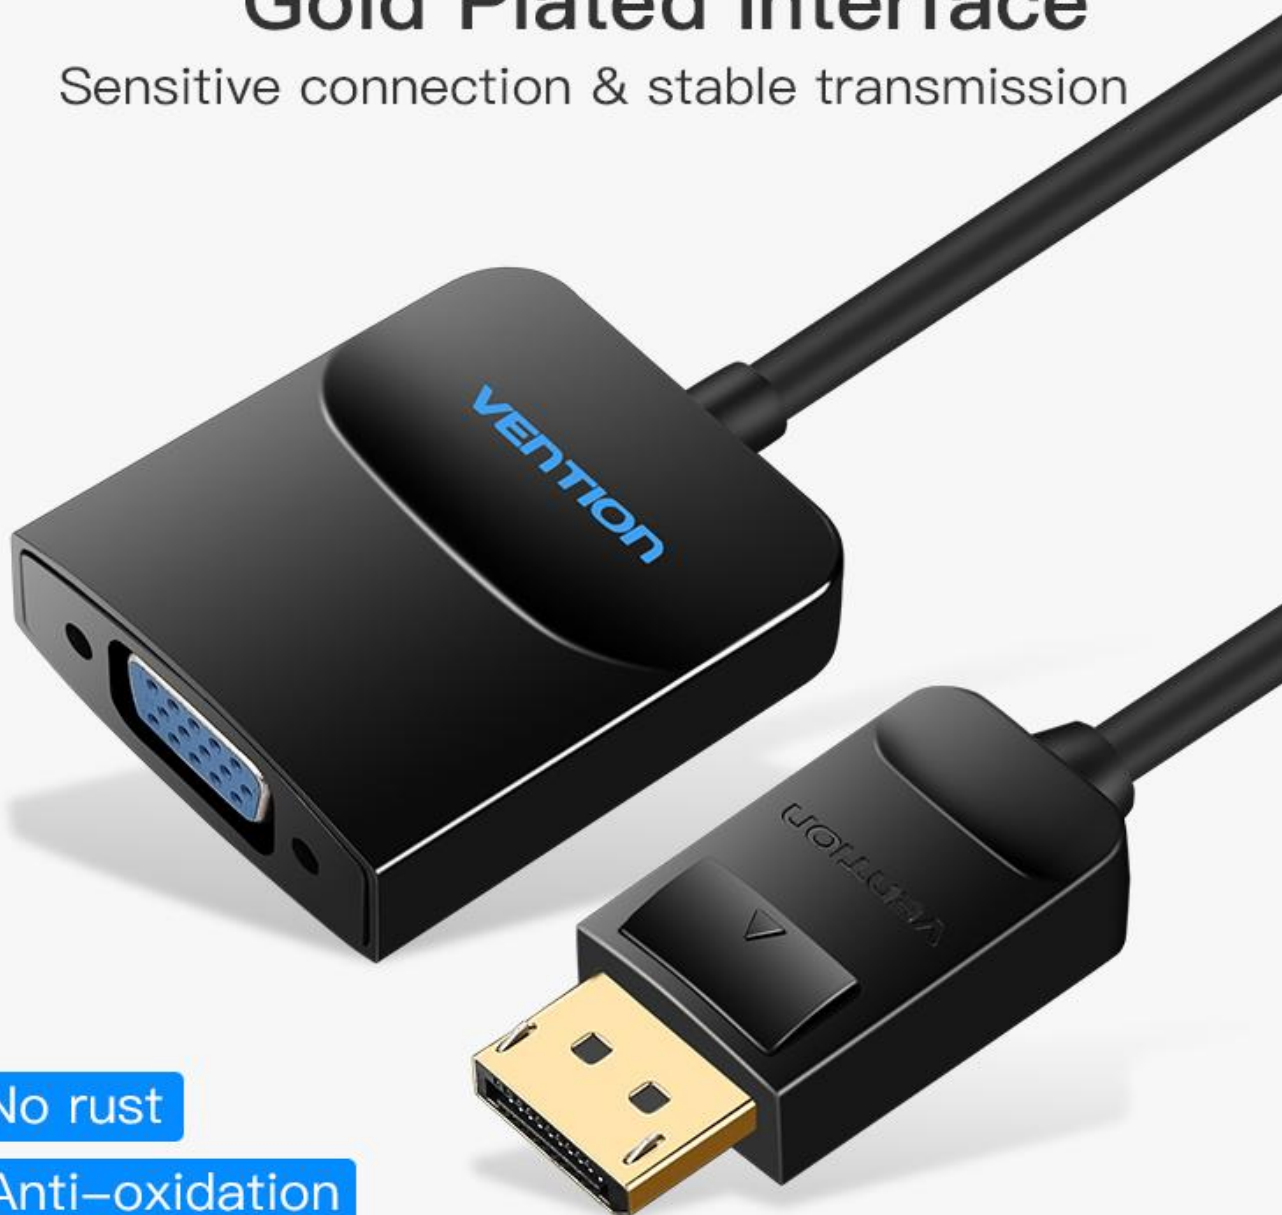 Gold Plated Interface
Sensitive connection & stable transmission
VENTION
VENTION
No rust
Anti-oxidation